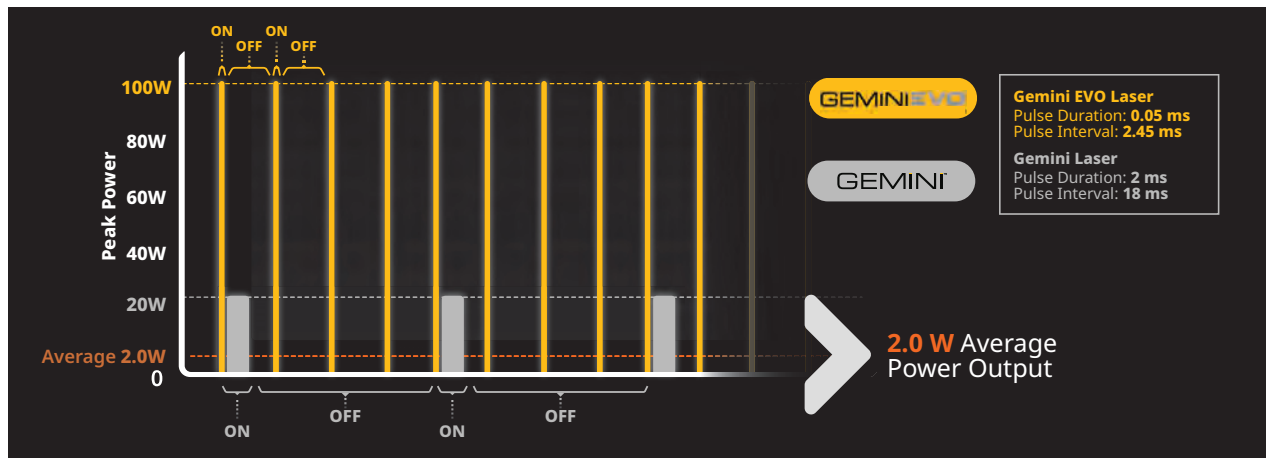 ON
OFF
ON
OFF
100W
80W
60W
40W
20W
Average 2.0W
0
Peak Power
ON
OFF
ON
OFF
GEMINI EVO
GEMINI
Gemini EVO Laser
Pulse Duration: 0.05 ms
Pulse Interval: 2.45 ms
Gemini Laser
Pulse Duration: 2 ms
Pulse Interval: 18 ms
2.0 W Average
Power Output